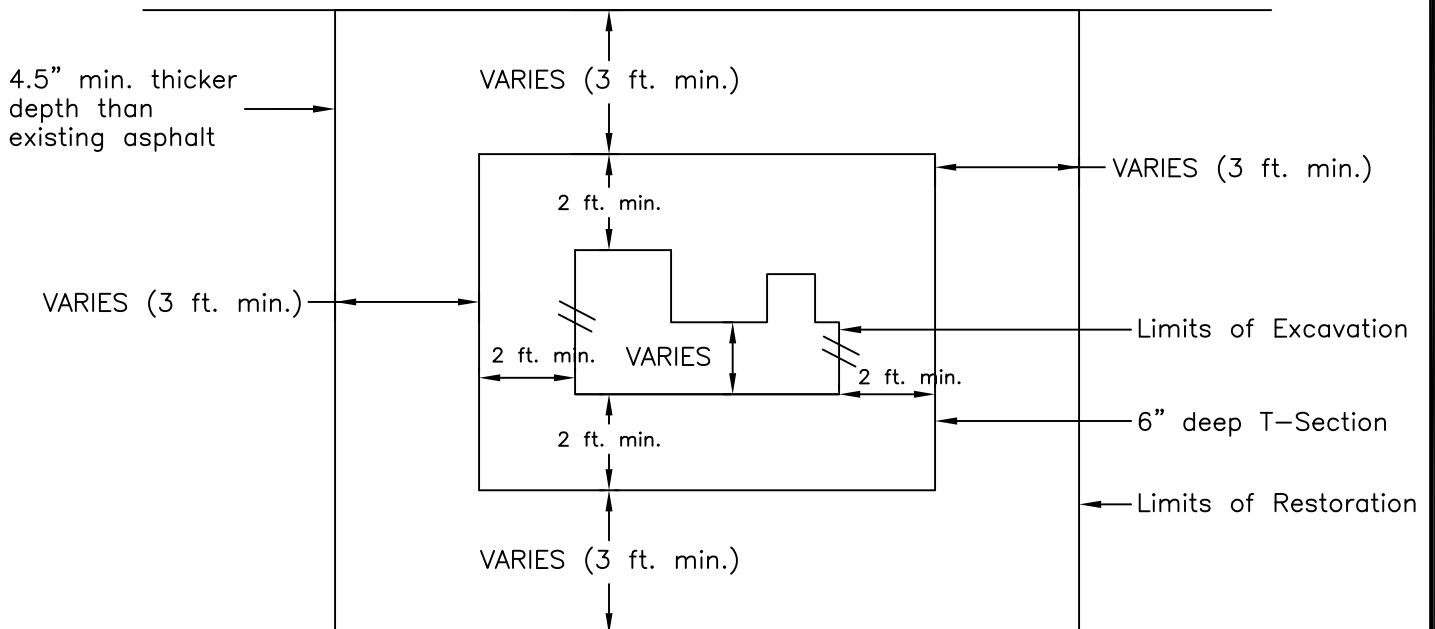 4.5” min. thicker
depth than
existing asphalt
VARIES (3 ft. min.)
VARIES (3 ft. min.)
2 ft. min.
VARIES (3 ft. min.)
Limits of Excavation
2 ft. min.
VARIES
2 ft. min.
6” deep T-Section
2 ft. min.
Limits of Restoration
VARIES (3 ft. min.)